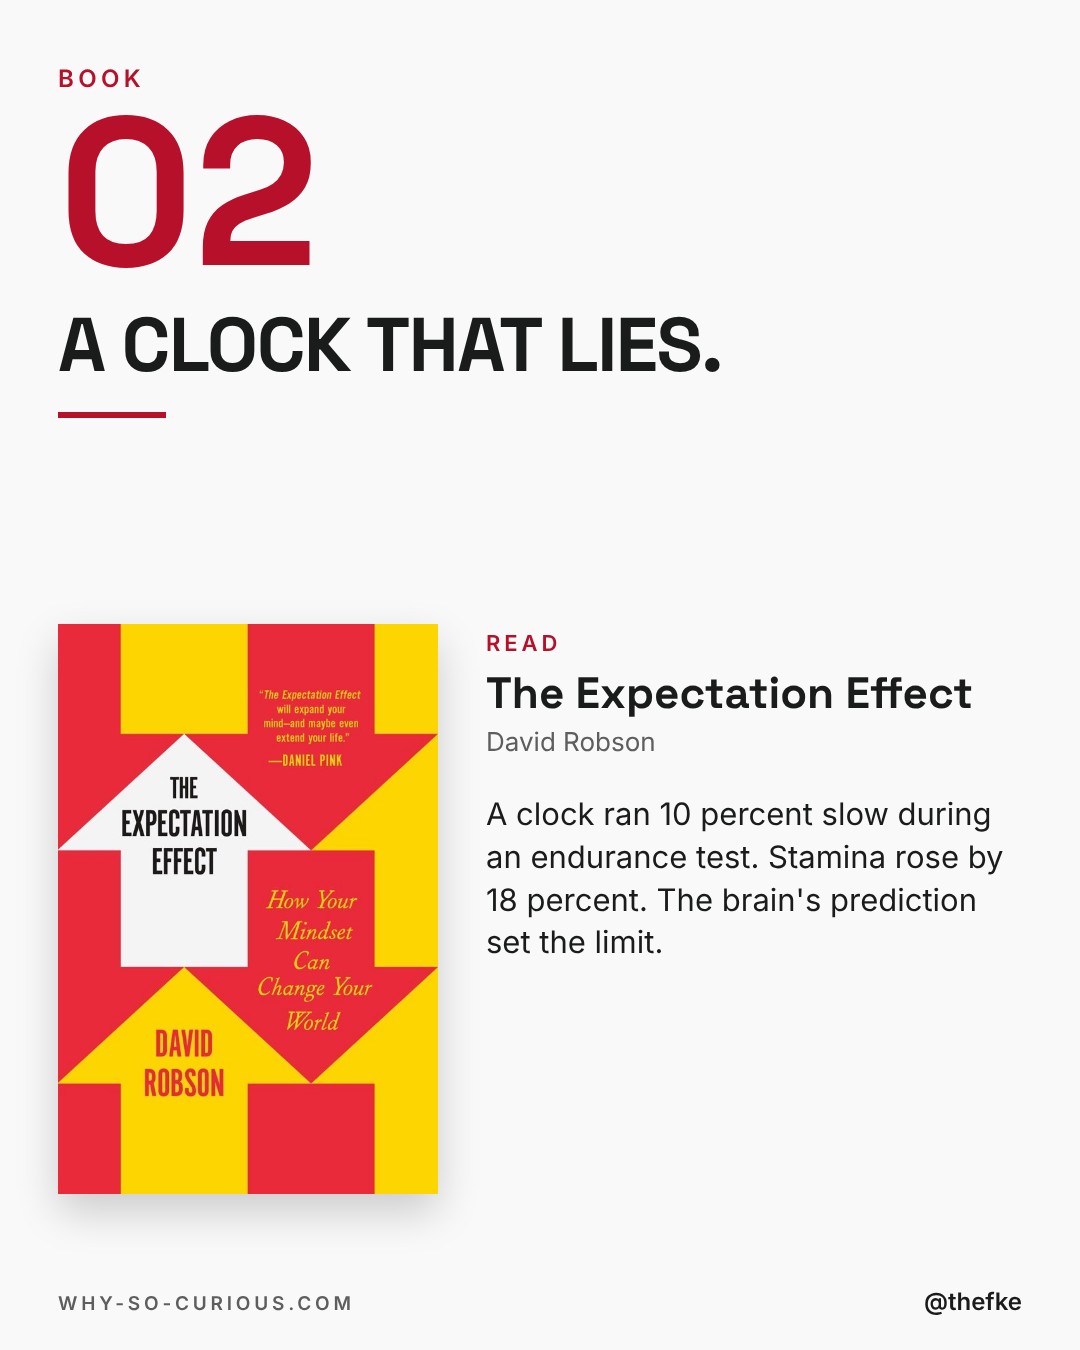 BOOK
02
A CLOCK THAT LIES.
"The Expectation Effect
will expand your
mind—and maybe even
extend your life."
—DANIEL PINK
THE
EXPECTATION
EFFECT
How Your
Mindset
Can
Change Your
World
DAVID
ROBSON
READ
The Expectation Effect
David Robson
A clock ran 10 percent slow during
an endurance test. Stamina rose by
18 percent. The brain's prediction
set the limit.
WHY-SO-CURIOUS.COM
@thefke